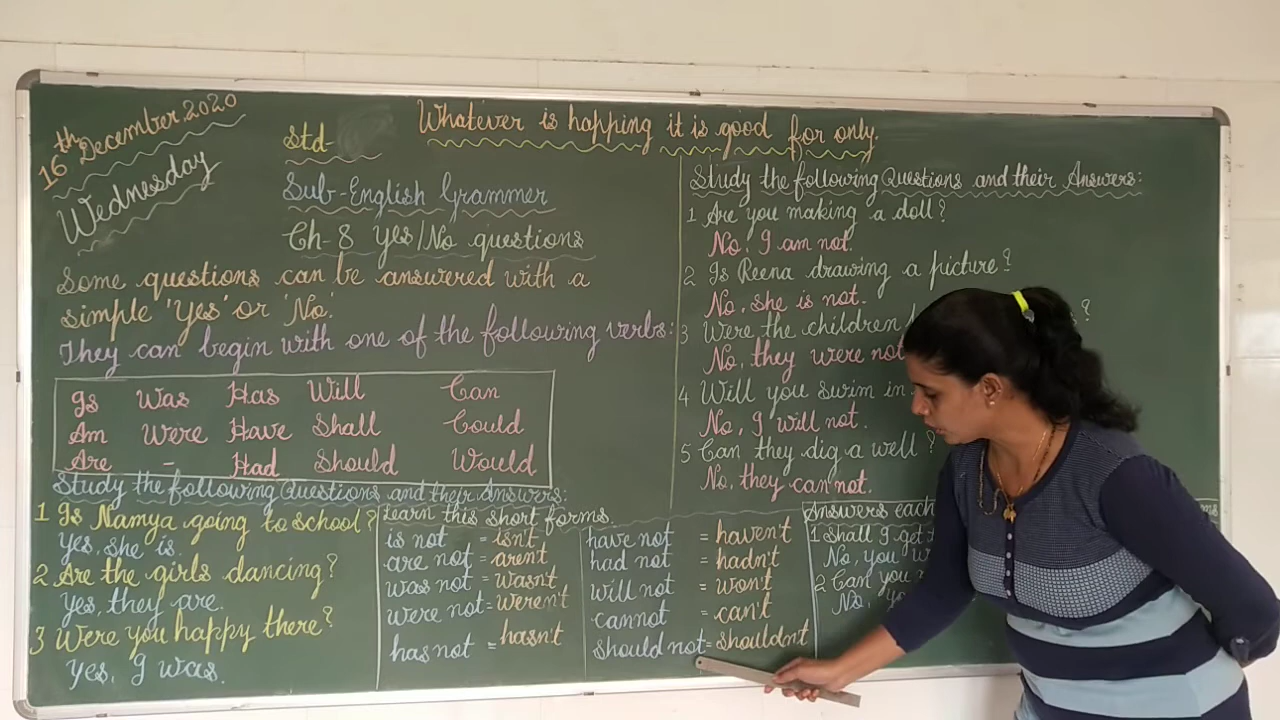 16th December 2020
Wednesday
Whatever is happing it is good for only.
Std-
Sub-English Grammer
Ch-8 Yes/No questions
Some questions can be answered with a
simple 'Yes' or 'No'.
They can begin with one of the following verbs:
Is Was Has Will Can
Am Were Have Shall Could
Are - Had Should Would
Study the following Questions and their Answers:
1 Is Namya going to school?
Yes, she is.
2 Are the girls dancing?
Yes, they are.
3 Were you happy there?
Yes, I was.
Learn this short forms.
is not = isn't
are not = aren't
was not = wasn't
were not = weren't
has not = hasn't
have not = haven't
had not = hadn't
will not = won't
cannot = can't
should not = shouldn't
Study the following Questions and their Answers:
1 Are you making a doll?
No, I am not.
2 Is Reena drawing a picture?
No, she is not.
3 Were the children ?
No, they were not
4 Will you swim in
No, I will not.
5 Can they dig a well?
No, they can not.
Answers each
1 Shall I get
No, you
2 Can you
No,